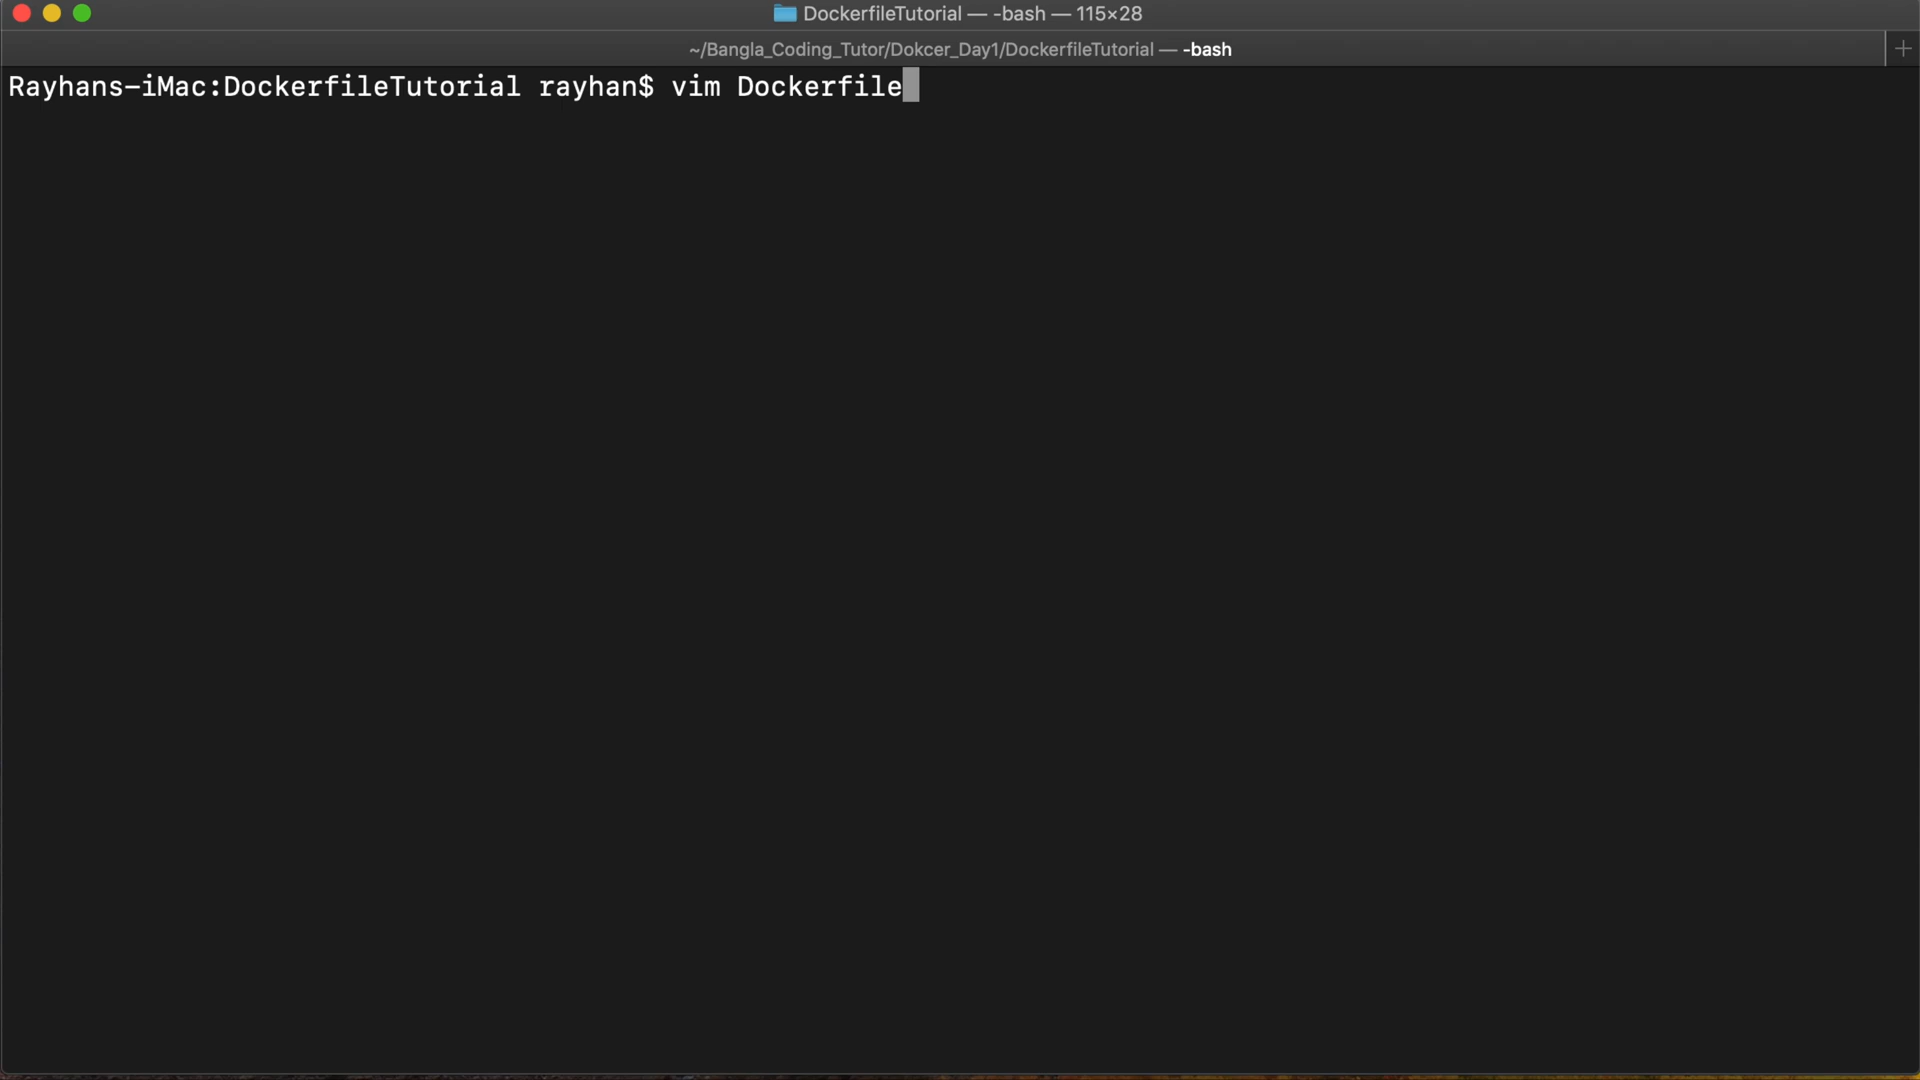 DockerfileTutorial — -bash — 115×28
~/Bangla_Coding_Tutor/Dokcer_Day1/DockerfileTutorial — -bash
Rayhans-iMac:DockerfileTutorial rayhan$ vim Dockerfile